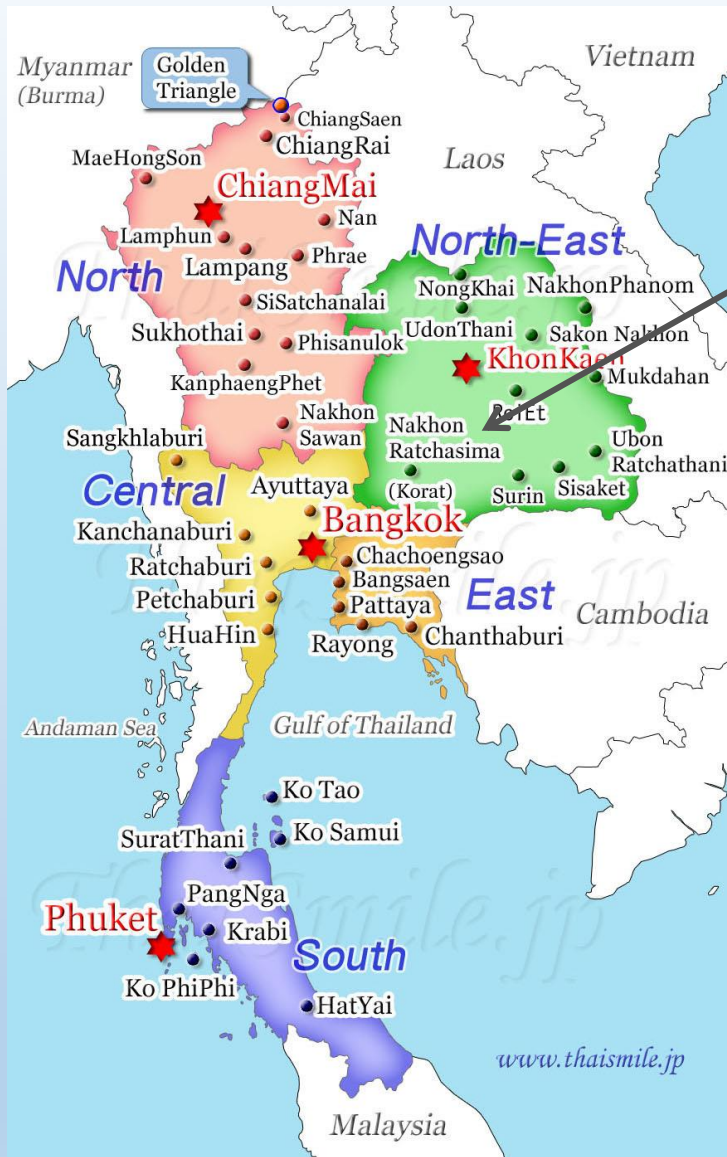 Myanmar
(Burma)
Golden
Triangle
Vietnam
ChiangSaen
ChiangRai
Laos
MaeHongSon
ChiangMai
Nan
Lamphun
North-East
Phrae
Lampang
North
NongKhai
NakhonPhanom
SiSatchanalai
UdonThani
Sakon Nakhon
Sukhothai
Phisanulok
KhonKaen
KanphaengPhet
Mukdahan
RoiEt
Nakhon
Sawan
Nakhon
Ratchasima
(Korat)
Sangkhlaburi
Ubon
Ratchathani
Central
Ayuttaya
Surin
Sisaket
Kanchanaburi
Bangkok
Ratchaburi
Chachoengsao
Petchaburi
Bangsaen
East
Pattaya
Cambodia
HuaHin
Rayong
Chanthaburi
Andaman Sea
Gulf of Thailand
Ko Tao
SuratThani
Ko Samui
ThaiSmile.jp
PangNga
Phuket
Krabi
South
Ko PhiPhi
HatYai
www.thaismile.jp
Malaysia